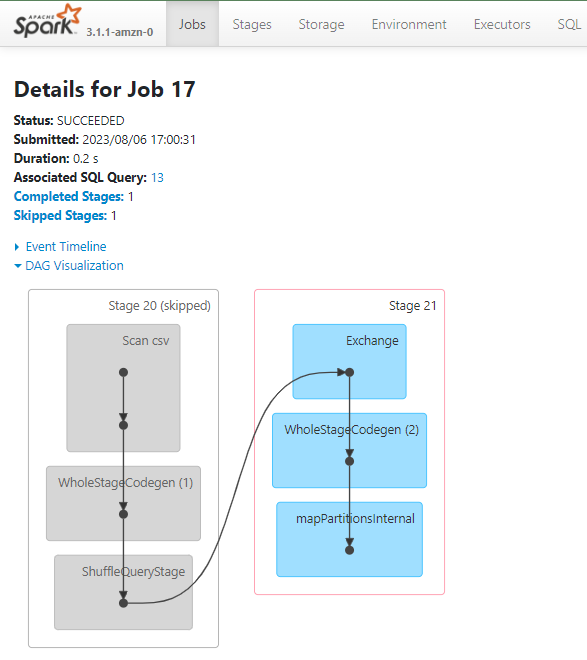 APACHE
Spark 3.1.1-amzn-0 Jobs Stages Storage Environment Executors SQL
Details for Job 17
Status: SUCCEEDED
Submitted: 2023/08/06 17:00:31
Duration: 0.2 s
Associated SQL Query: 13
Completed Stages: 1
Skipped Stages: 1
Event Timeline
DAG Visualization
Stage 20 (skipped)
Scan csv
WholeStageCodegen (1)
ShuffleQueryStage
Stage 21
Exchange
WholeStageCodegen (2)
mapPartitionsInternal